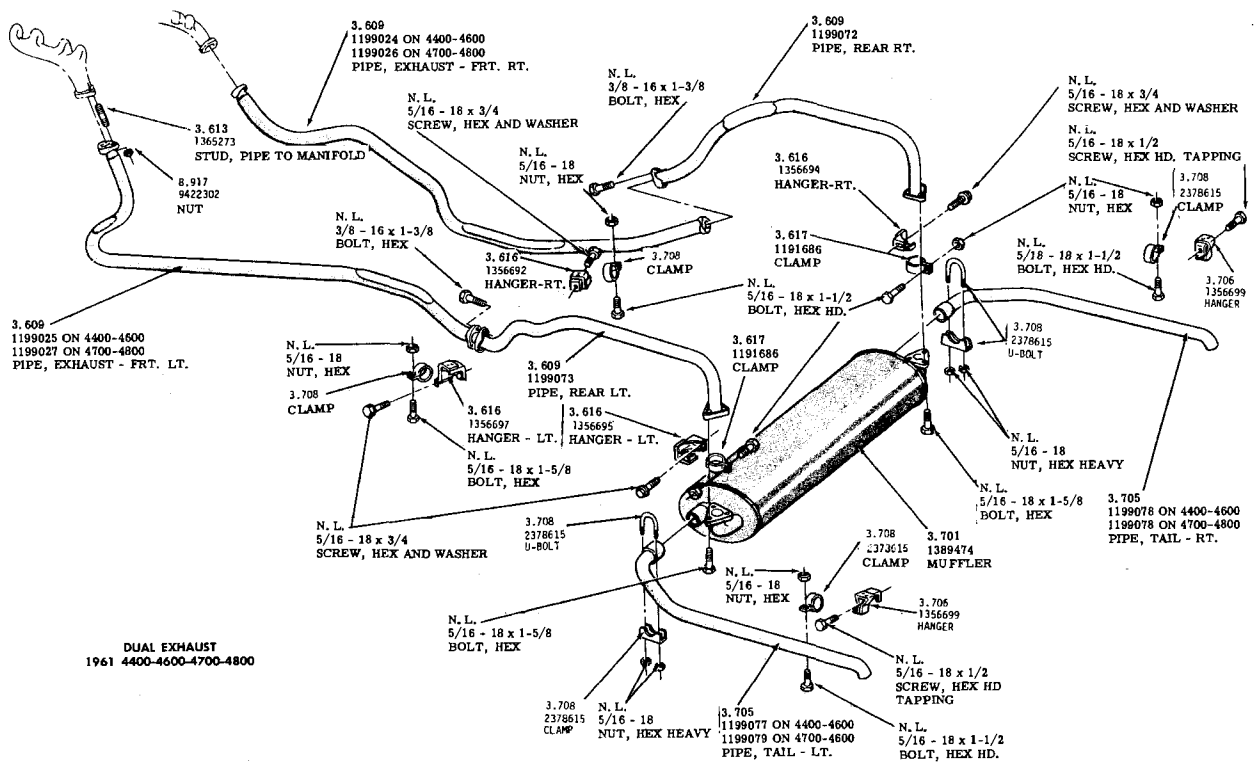 3.609
1199024 ON 4400-4600
1199026 ON 4700-4800
PIPE, EXHAUST - FRT. RT.
3.609
1199072
PIPE, REAR RT.
N. L.
3/8 - 16 x 1-3/8
BOLT, HEX
N. L.
5/16 - 18 x 3/4
SCREW, HEX AND WASHER
N. L.
5/16 - 18 x 3/4
SCREW, HEX AND WASHER
N. L.
5/16 - 18 x 1/2
SCREW, HEX HD. TAPPING
3.613
1365273
STUD, PIPE TO MANIFOLD
N. L.
5/16 - 18
NUT, HEX
3.616
1356694
HANGER-RT.
N. L.
5/16 - 18
NUT, HEX
3.708
2378615
CLAMP
8.917
9422302
NUT
N. L.
3/8 - 16 x 1-3/8
BOLT, HEX
3.616
1356692
HANGER-RT.
3.708
CLAMP
3.617
1191686
CLAMP
N. L.
5/18 - 18 x 1-1/2
BOLT, HEX HD.
3.706
1356699
HANGER
N. L.
5/16 - 18 x 1-1/2
BOLT, HEX HD.
3.609
1199025 ON 4400-4600
1199027 ON 4700-4800
PIPE, EXHAUST - FRT. LT.
N. L.
5/16 - 18
NUT, HEX
3.708
CLAMP
3.609
1199073
PIPE, REAR LT.
3.617
1191686
CLAMP
3.708
2378615
U-BOLT
3.616
1356697
HANGER - LT.
3.616
1356695
HANGER - LT.
N. L.
5/16 - 18 x 1-5/8
BOLT, HEX
N. L.
5/16 - 18
NUT, HEX HEAVY
N. L.
5/16 - 18 x 1-5/8
BOLT, HEX
3.705
1199078 ON 4400-4600
1199078 ON 4700-4800
PIPE, TAIL - RT.
N. L.
5/16 - 18 x 3/4
SCREW, HEX AND WASHER
3.708
2378615
U-BOLT
3.708
2373615
CLAMP
3.701
1389474
MUFFLER
N. L.
5/16 - 18
NUT, HEX
3.706
1356699
HANGER
N. L.
5/16 - 18 x 1-5/8
BOLT, HEX
DUAL EXHAUST
1961 4400-4600-4700-4800
N. L.
5/16 - 18 x 1/2
SCREW, HEX HD
TAPPING
3.708
2378615
CLAMP
N. L.
5/16 - 18
NUT, HEX HEAVY
3.705
1199077 ON 4400-4600
1199079 ON 4700-4600
PIPE, TAIL - LT.
N. L.
5/16 - 18 x 1-1/2
BOLT, HEX HD.